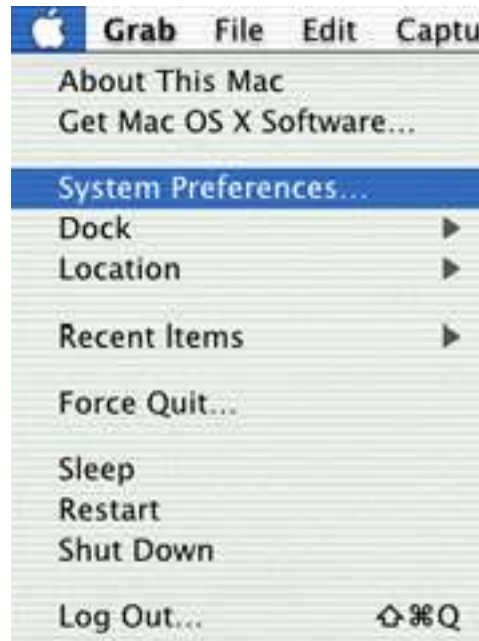 Grab File Edit Captu
About This Mac
Get Mac OS X Software...
System Preferences...
Dock
Location
Recent Items
Force Quit...
Sleep
Restart
Shut Down
Log Out... ⇧⌘Q